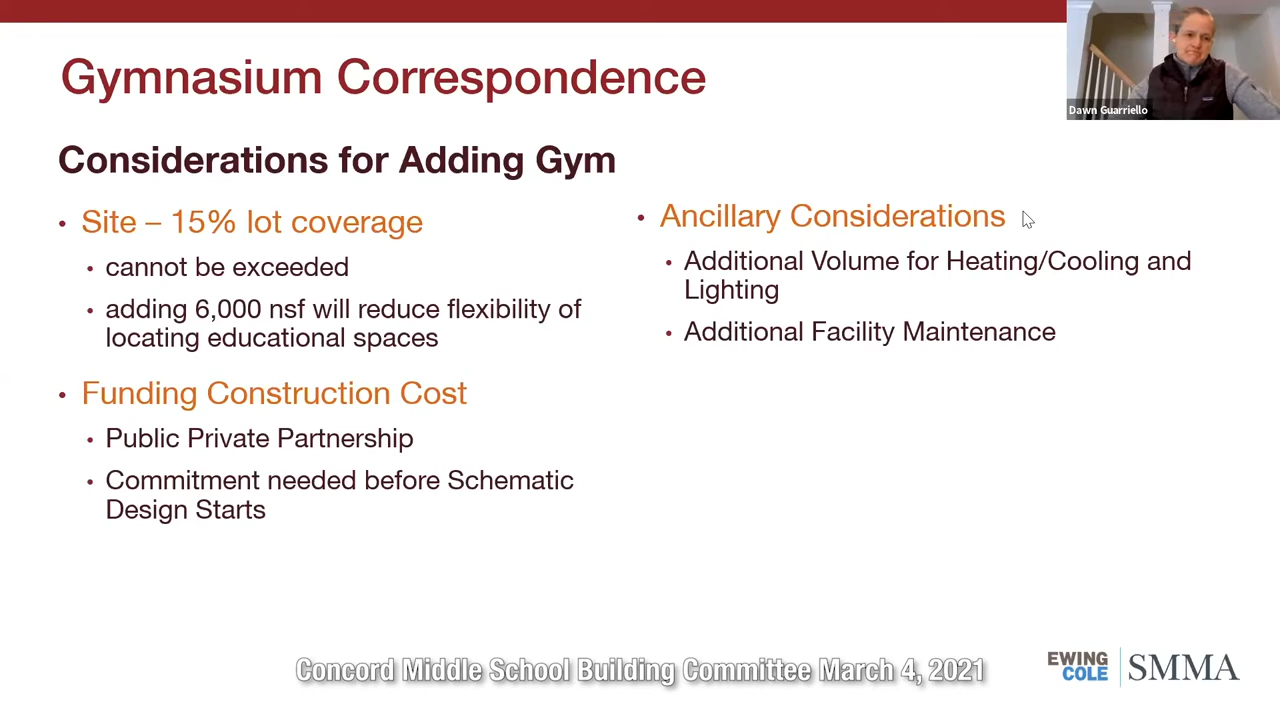 Gymnasium Correspondence
Dawn Guarriello
Considerations for Adding Gym
• Site – 15% lot coverage
• cannot be exceeded
• adding 6,000 nsf will reduce flexibility of
locating educational spaces
• Funding Construction Cost
• Public Private Partnership
• Commitment needed before Schematic
Design Starts
• Ancillary Considerations
• Additional Volume for Heating/Cooling and
Lighting
• Additional Facility Maintenance
Concord Middle School Building Committee March 4, 2021
EWING
COLE
SMMA